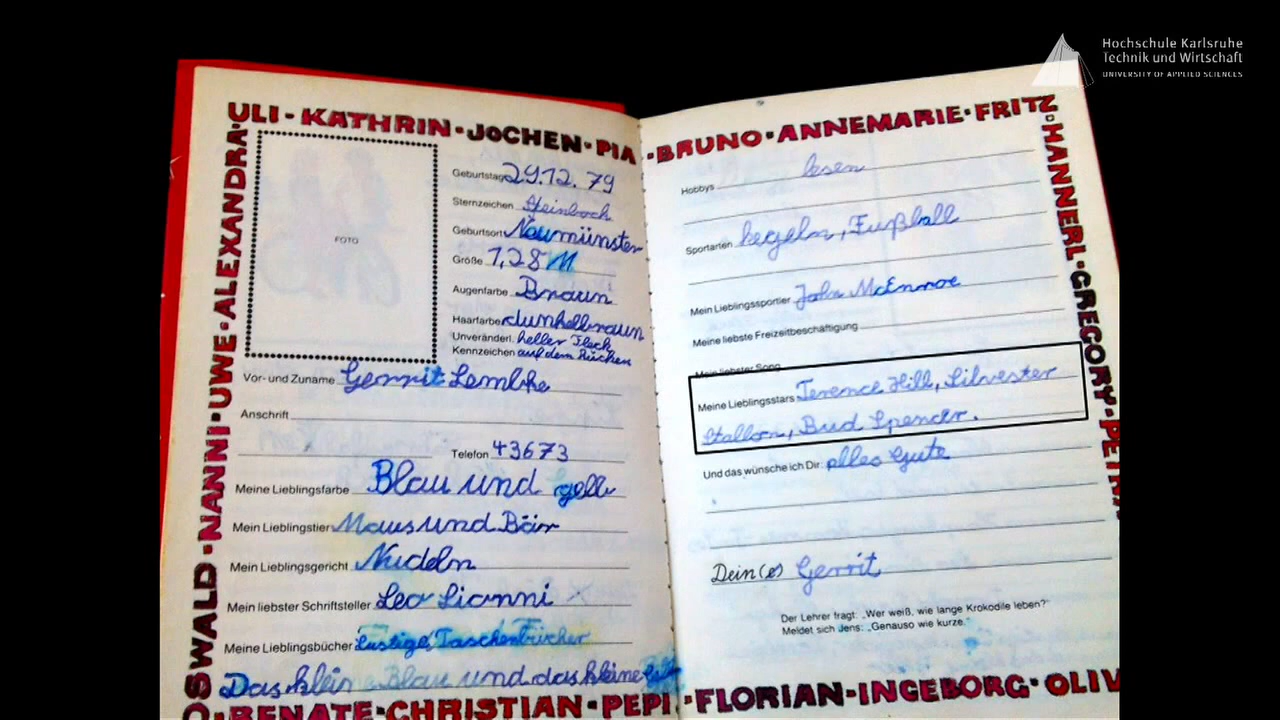 Hochschule Karlsruhe
Technik und Wirtschaft
UNIVERSITY OF APPLIED SCIENCES
ULI · KATHRIN · JOCHEN · PIA
OSWALD · NANNI · UWE · ALEXANDRA
FOTO
Geburtstag 29.12.79
Sternzeichen Steinbock
Geburtsort Neumünster
Größe 1,28 M
Augenfarbe Braun
Haarfarbe dunkelbraun
Unveränderl. heller Fleck
Kennzeichen auf dem Rücken
Vor- und Zuname Gerrit Lembke
Anschrift
Telefon 43673
Meine Lieblingsfarbe Blau und gelb
Mein Lieblingstier Maus und Bär
Mein Lieblingsgericht Nudeln
Mein liebster Schriftsteller Leo Lionni
Meine Lieblingsbücher Lustige Taschenbücher
Das klein Blau und das kleine
RENATE · CHRISTIAN · PEPI
BRUNO · ANNEMARIE · FRITZ
HANNERL · GREGORY · PETRA
Hobbys lesen
Sportarten kegeln, Fußball
Mein Lieblingssportler John McEnroe
Meine liebste Freizeitbeschäftigung
Mein liebster Song
Meine Lieblingsstars Terence Hill, Silvester
Stallon, Bud Spencer.
Und das wünsche ich Dir: alles Gute
Dein(e) Gerrit
Der Lehrer fragt: „Wer weiß, wie lange Krokodile leben?"
Meldet sich Jens: „Genauso wie kurze."
FLORIAN · INGEBORG · OLIV